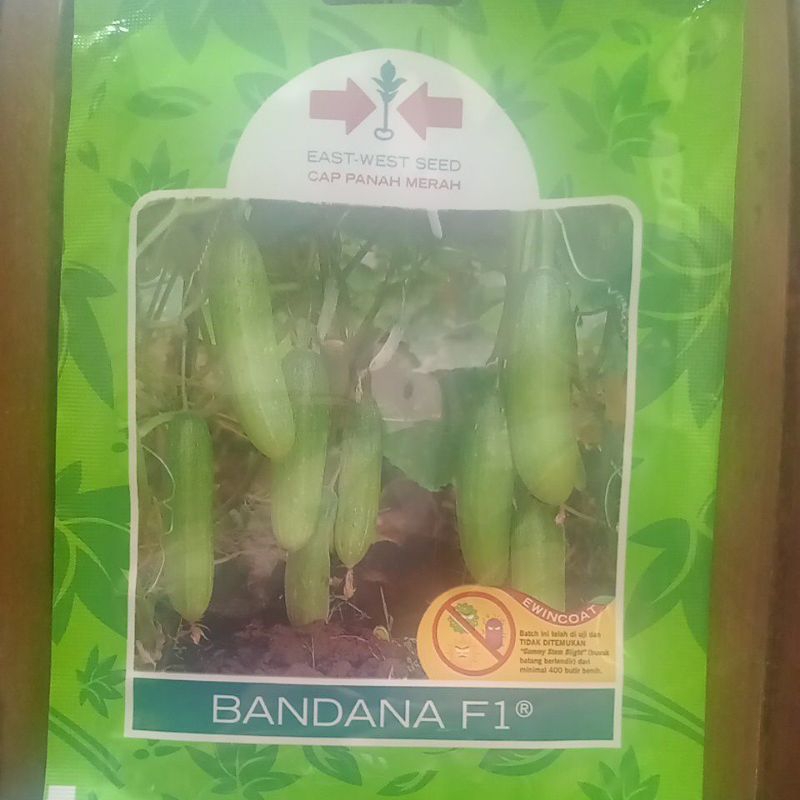 EAST-WEST SEED
CAP PANAH MERAH
EWINCOAT
Batch ini telah di uji dan
TIDAK DITEMUKAN
"Gummy Stem Blight" (busuk
batang berlendir) dari
minimal 400 butir benih.
BANDANA F1®